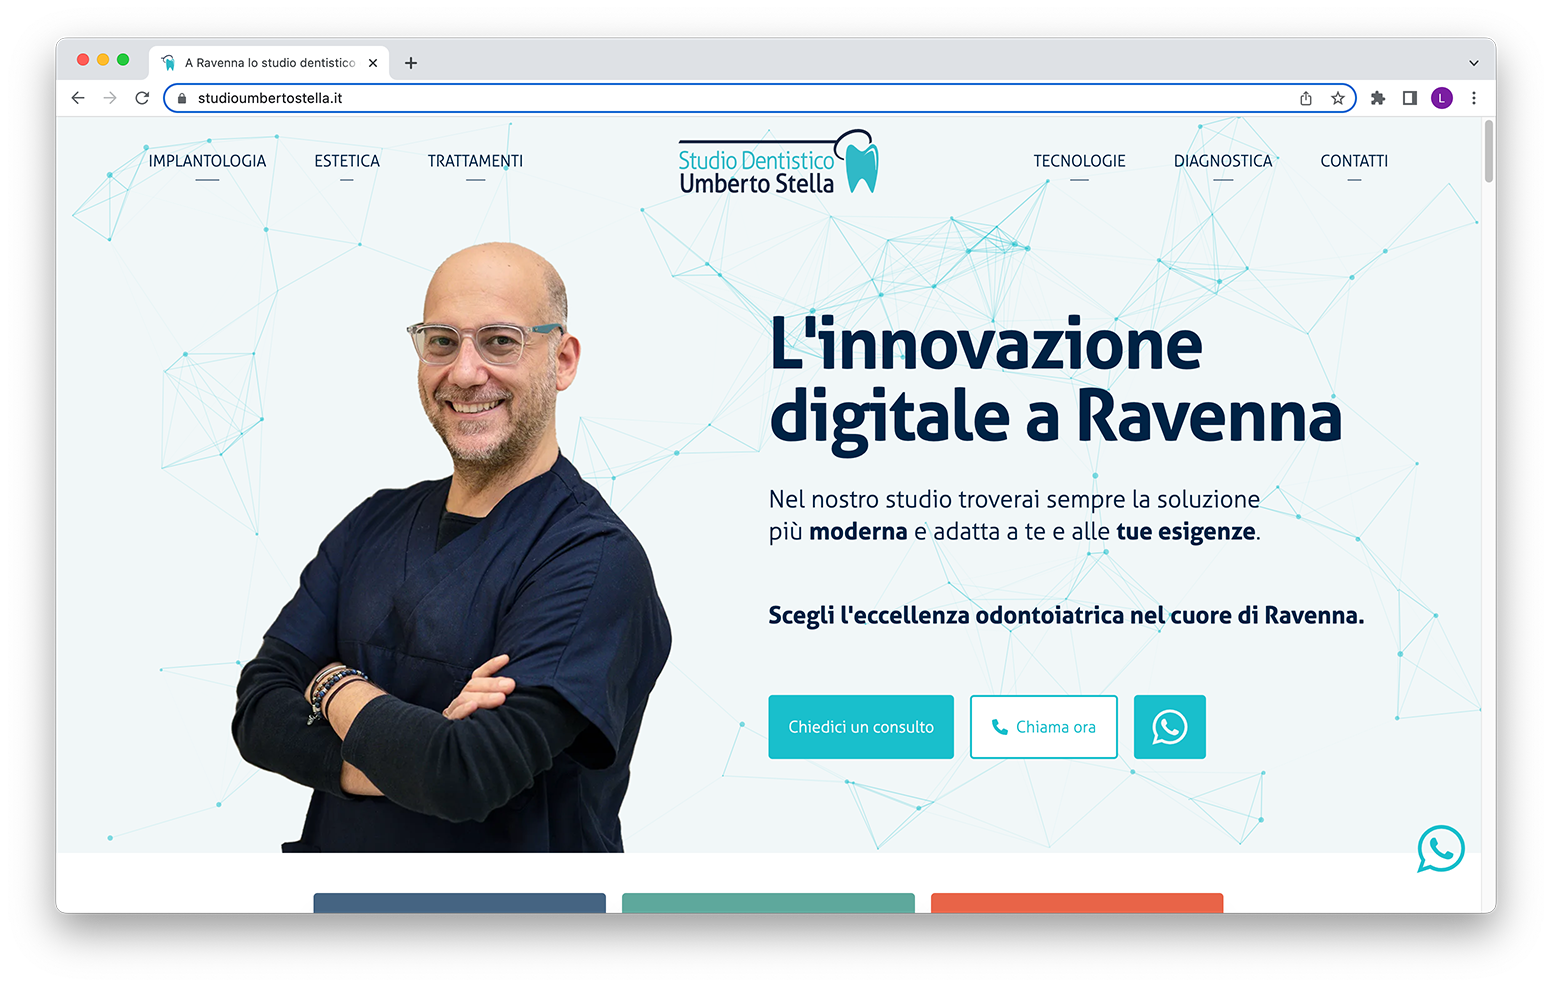 A Ravenna lo studio dentistico
studioumbertostella.it
L
IMPLANTOLOGIA
ESTETICA
TRATTAMENTI
Studio Dentistico
Umberto Stella
TECNOLOGIE
DIAGNOSTICA
CONTATTI
L'innovazione
digitale a Ravenna
Nel nostro studio troverai sempre la soluzione
più moderna e adatta a te e alle tue esigenze.
Scegli l'eccellenza odontoiatrica nel cuore di Ravenna.
Chiedici un consulto
Chiama ora